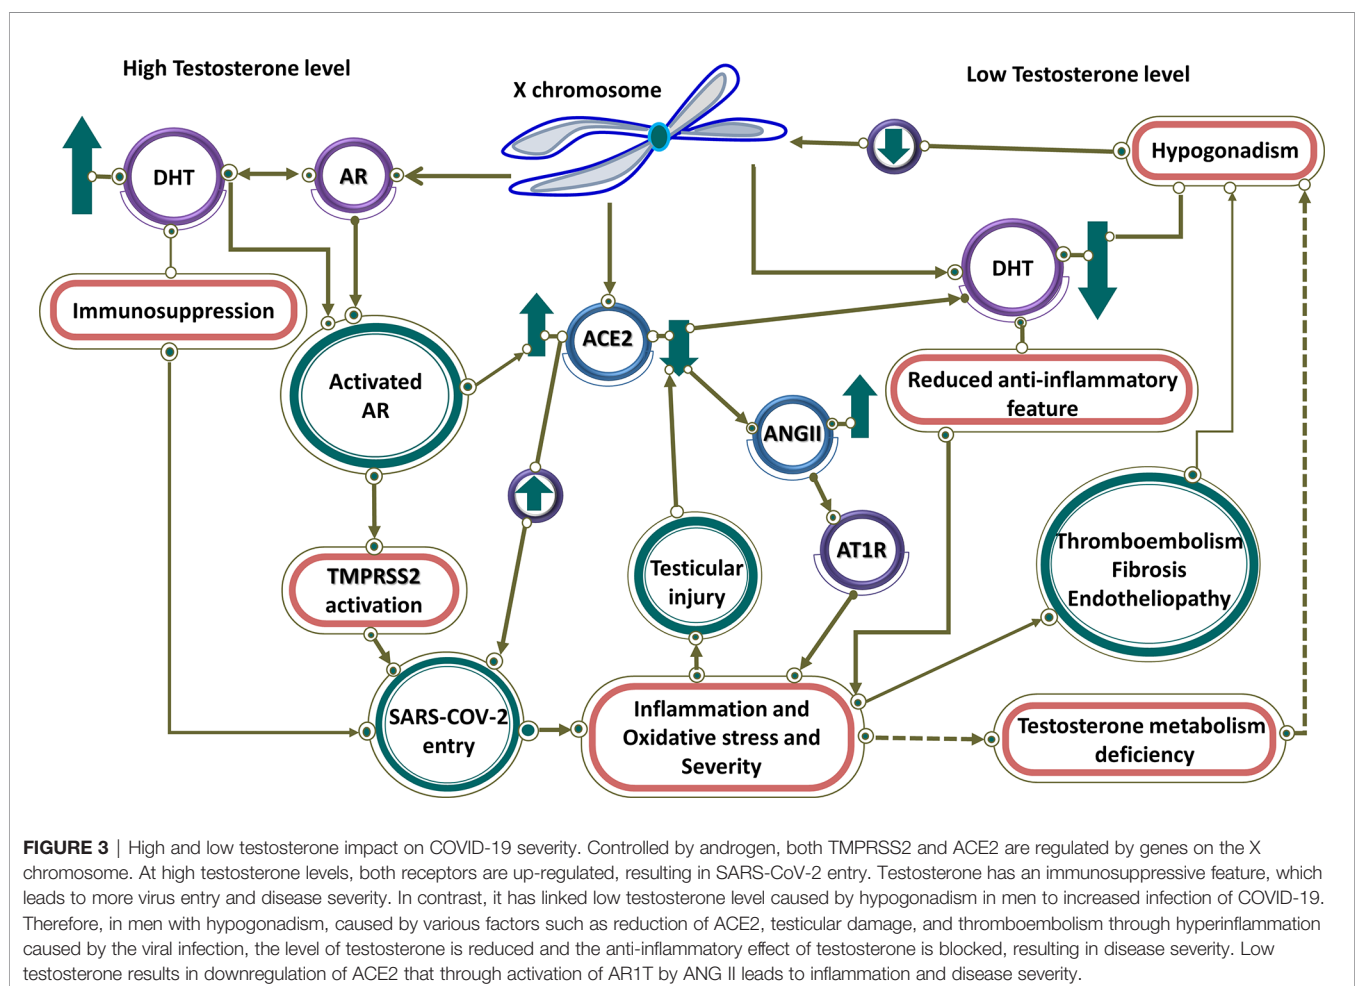 High Testosterone level
X chromosome
Low Testosterone level
DHT
AR
Hypogonadism
Immunosuppression
ACE2
DHT
Activated
AR
Reduced anti-inflammatory
feature
ANGII
TMPRSS2
activation
Testicular
injury
AT1R
Thromboembolism
Fibrosis
Endotheliopathy
SARS-COV-2
entry
Inflammation and
Oxidative stress and
Severity
Testosterone metabolism
deficiency
FIGURE 3 | High and low testosterone impact on COVID-19 severity. Controlled by androgen, both TMPRSS2 and ACE2 are regulated by genes on the X
chromosome. At high testosterone levels, both receptors are up-regulated, resulting in SARS-CoV-2 entry. Testosterone has an immunosuppressive feature, which
leads to more virus entry and disease severity. In contrast, it has linked low testosterone level caused by hypogonadism in men to increased infection of COVID-19.
Therefore, in men with hypogonadism, caused by various factors such as reduction of ACE2, testicular damage, and thromboembolism through hyperinflammation
caused by the viral infection, the level of testosterone is reduced and the anti-inflammatory effect of testosterone is blocked, resulting in disease severity. Low
testosterone results in downregulation of ACE2 that through activation of AR1T by ANG II leads to inflammation and disease severity.